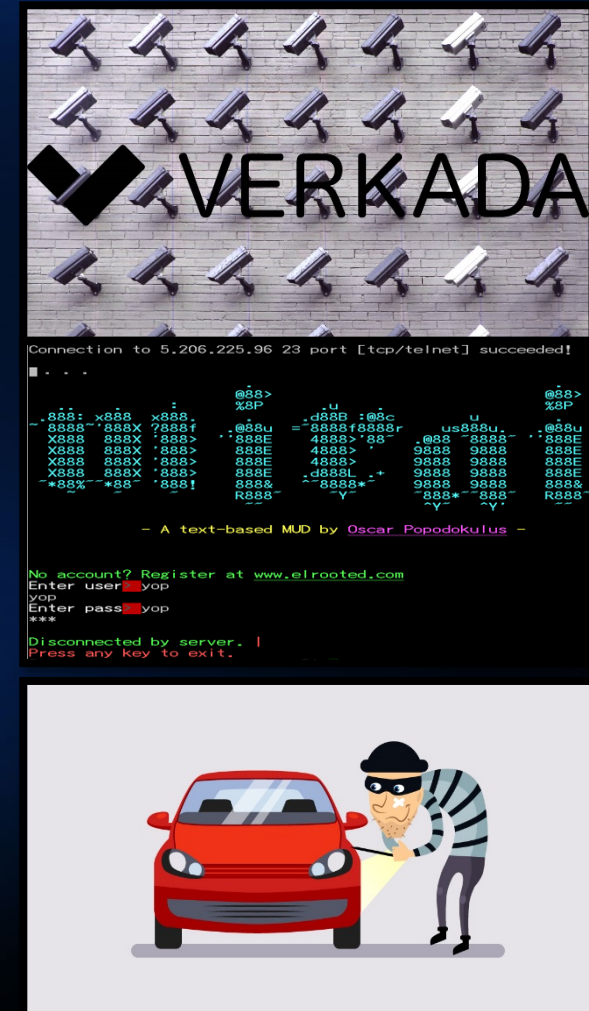 VERKADA
Connection to 5.206.225.96 23 port [tcp/telnet] succeeded!
- A text-based MUD by Oscar Popodokulus -
No account? Register at www.elrooted.com
Enter user> yop
yop
Enter pass> yop
***
Disconnected by server. |
Press any key to exit.